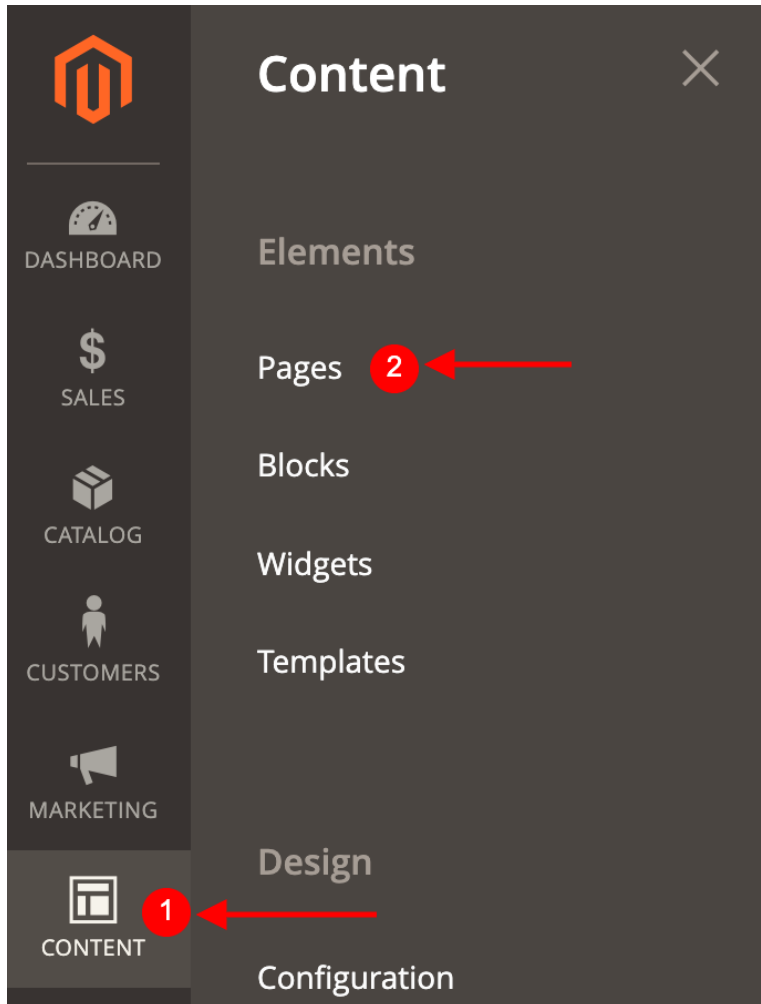 Content
DASHBOARD
SALES
CATALOG
CUSTOMERS
MARKETING
CONTENT
1
Elements
Pages 2
Blocks
Widgets
Templates
Design
Configuration